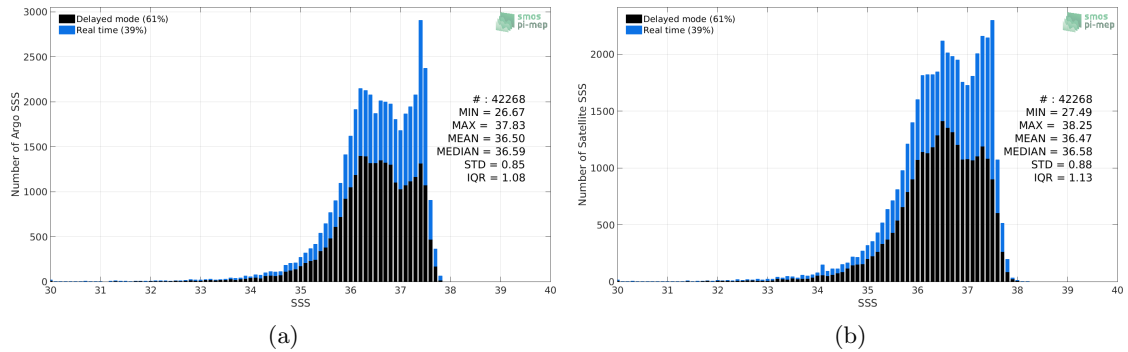 Delayed mode (61%)
Real time (39%)
smos
pi-mep
3000
2500
2000
1500
1000
500
0
Number of Argo SSS
# : 42268
MIN = 26.67
MAX = 37.83
MEAN = 36.50
MEDIAN = 36.59
STD = 0.85
IQR = 1.08
30 31 32 33 34 35 36 37 38 39 40
SSS
(a)
Delayed mode (61%)
Real time (39%)
smos
pi-mep
2000
1500
1000
500
0
Number of Satellite SSS
# : 42268
MIN = 27.49
MAX = 38.25
MEAN = 36.47
MEDIAN = 36.58
STD = 0.88
IQR = 1.13
30 31 32 33 34 35 36 37 38 39 40
SSS
(b)